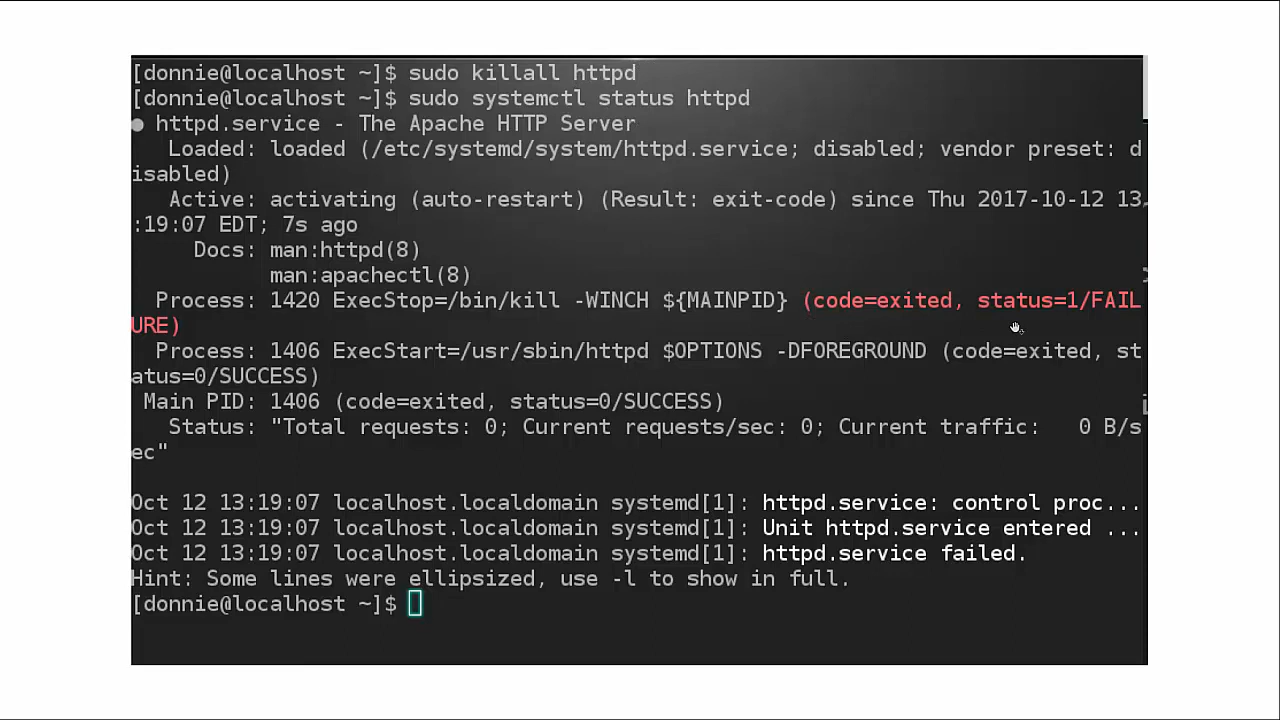 [donnie@localhost ~]$ sudo killall httpd
[donnie@localhost ~]$ sudo systemctl status httpd
● httpd.service - The Apache HTTP Server
   Loaded: loaded (/etc/systemd/system/httpd.service; disabled; vendor preset: d
isabled)
   Active: activating (auto-restart) (Result: exit-code) since Thu 2017-10-12 13
:19:07 EDT; 7s ago
     Docs: man:httpd(8)
           man:apachectl(8)
  Process: 1420 ExecStop=/bin/kill -WINCH ${MAINPID} (code=exited, status=1/FAIL
URE)
  Process: 1406 ExecStart=/usr/sbin/httpd $OPTIONS -DFOREGROUND (code=exited, st
atus=0/SUCCESS)
 Main PID: 1406 (code=exited, status=0/SUCCESS)
   Status: "Total requests: 0; Current requests/sec: 0; Current traffic:   0 B/s
ec"
Oct 12 13:19:07 localhost.localdomain systemd[1]: httpd.service: control proc...
Oct 12 13:19:07 localhost.localdomain systemd[1]: Unit httpd.service entered ...
Oct 12 13:19:07 localhost.localdomain systemd[1]: httpd.service failed.
Hint: Some lines were ellipsized, use -l to show in full.
[donnie@localhost ~]$